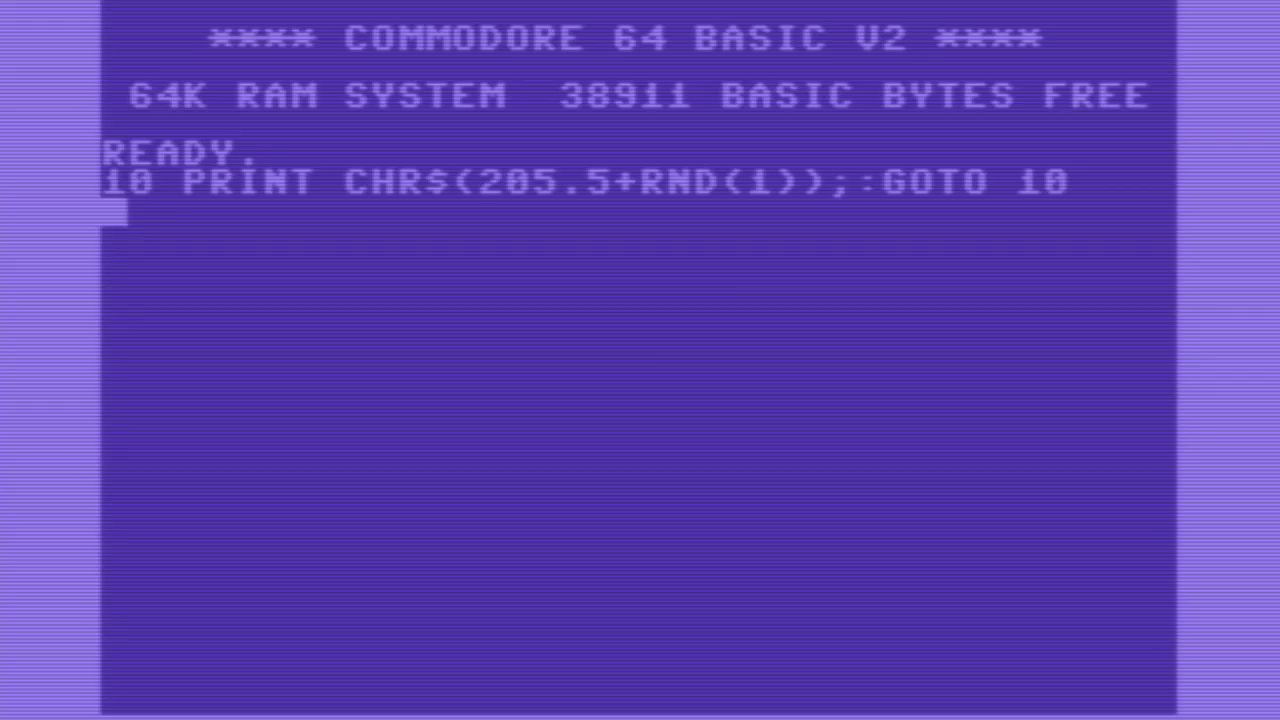 **** COMMODORE 64 BASIC V2 ****
64K RAM SYSTEM  38911 BASIC BYTES FREE
READY.
10 PRINT CHR$(205.5+RND(1));:GOTO 10